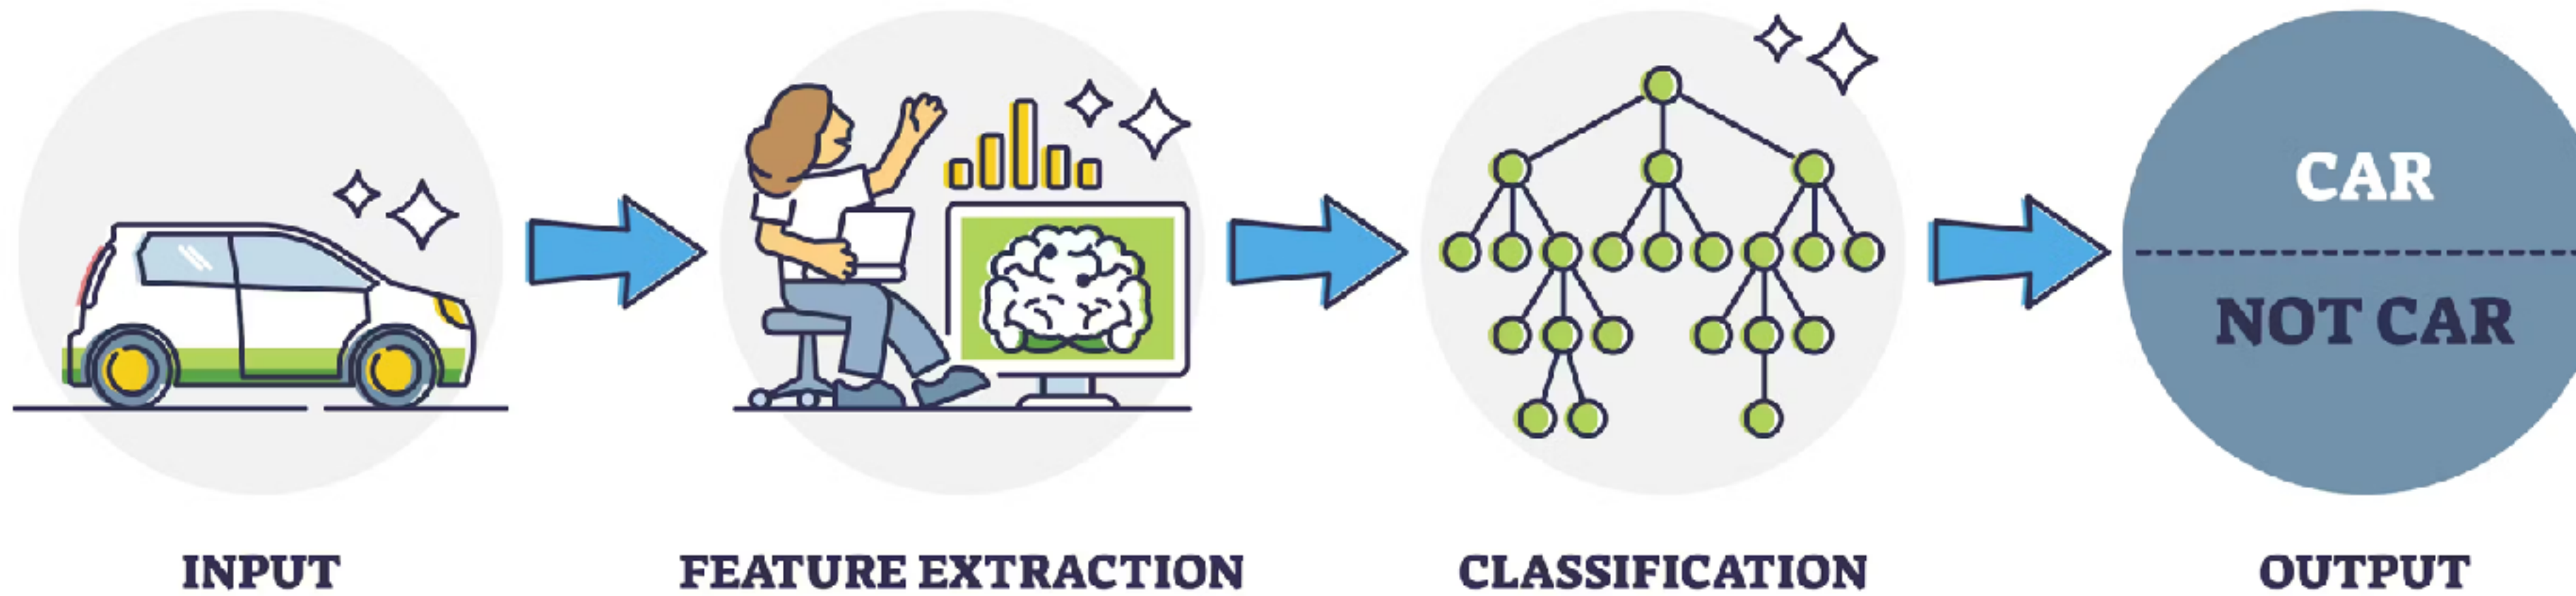 CAR
NOT CAR
INPUT
FEATURE EXTRACTION
CLASSIFICATION
OUTPUT